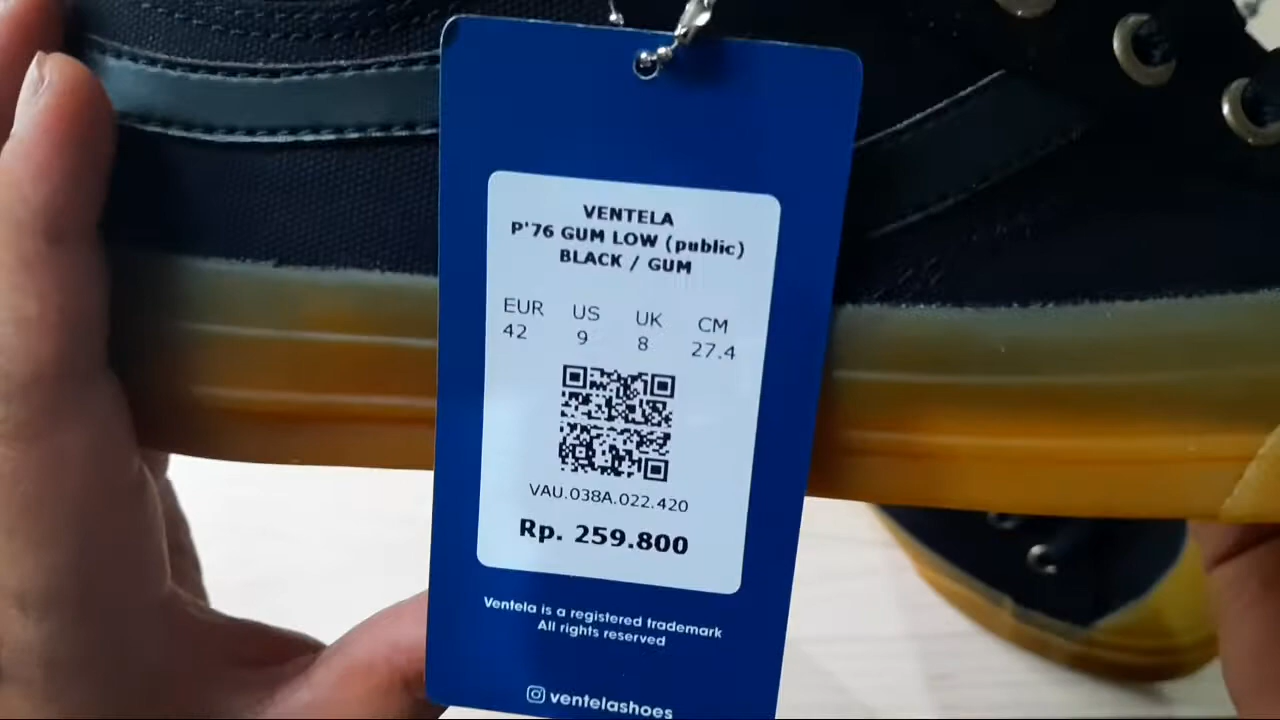 VENTELA
P'76 GUM LOW (public)
BLACK / GUM
EUR US UK CM
42 9 8 27.4
VAU.038A.022.420
Rp. 259.800
Ventela is a registered trademark
All rights reserved
ventelashoes